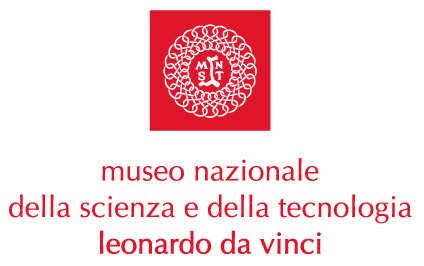 M N
S T
museo nazionale
della scienza e della tecnologia
leonardo da vinci